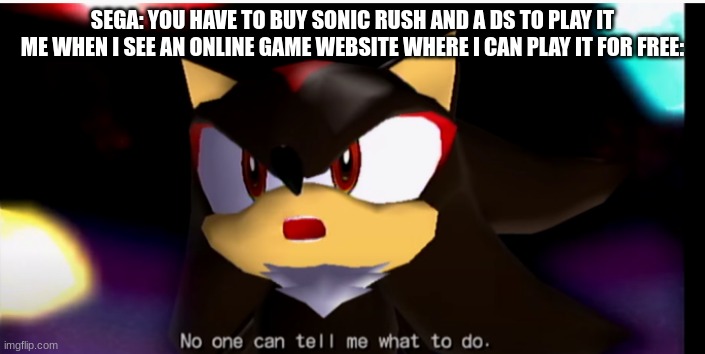 SEGA: YOU HAVE TO BUY SONIC RUSH AND A DS TO PLAY IT
ME WHEN I SEE AN ONLINE GAME WEBSITE WHERE I CAN PLAY IT FOR FREE:
No one can tell me what to do.
imgflip.com